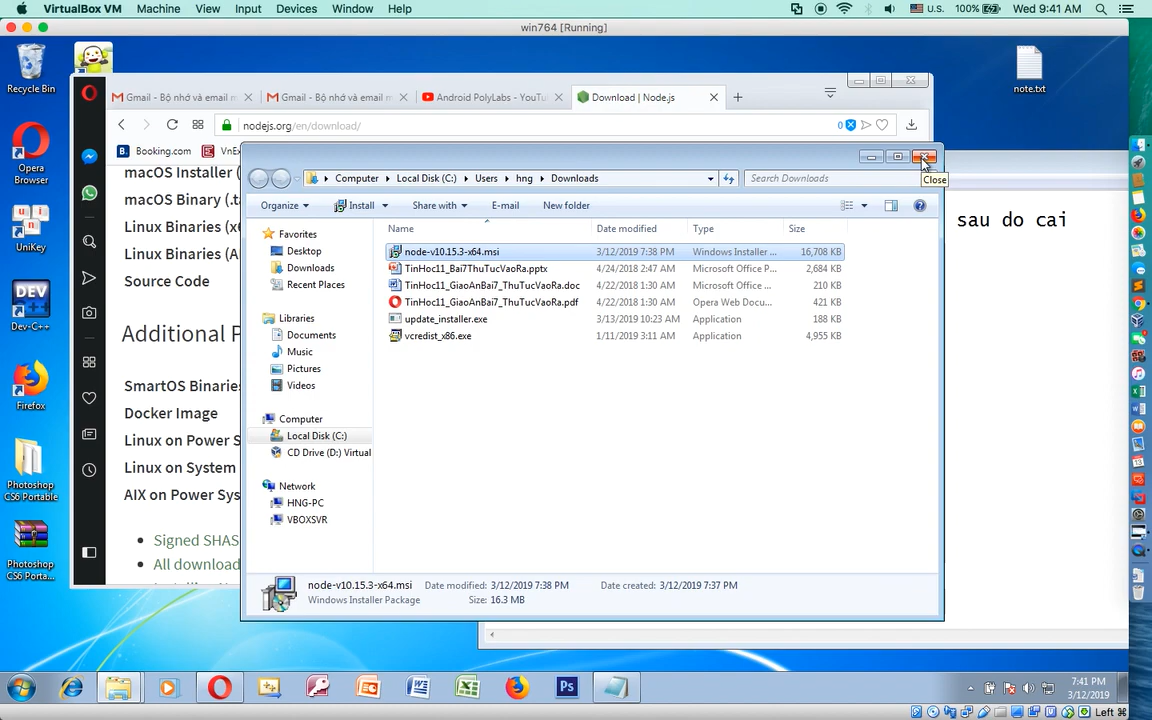 VirtualBox VM Machine View Input Devices Window Help U.S. 100% Wed 9:41 AM
win764 [Running]
Recycle Bin
note.txt
Gmail - Bộ nhớ và email m
Gmail - Bộ nhớ và email m
Android PolyLabs - YouTu
Download | Node.js
nodejs.org/en/download/
0
Booking.com
VnEx
macOS Installer (
macOS Binary (.ta
Linux Binaries (x6
Linux Binaries (A
Source Code
Additional P
SmartOS Binaries
Docker Image
Linux on Power S
Linux on System
AIX on Power Sys
Signed SHAS
All download
Opera
Browser
UniKey
Dev-C++
Firefox
Photoshop
CS6 Portable
Photoshop
CS6 Porta...
Close
sau do cai
Computer Local Disk (C:) Users hng Downloads
Search Downloads
Organize Install Share with E-mail New folder
Favorites
Desktop
Downloads
Recent Places
Libraries
Documents
Music
Pictures
Videos
Computer
Local Disk (C:)
CD Drive (D:) Virtual
Network
HNG-PC
VBOXSVR
Name Date modified Type Size
node-v10.15.3-x64.msi 3/12/2019 7:38 PM Windows Installer ... 16,708 KB
TinHoc11_Bai7ThuTucVaoRa.pptx 4/24/2018 2:47 AM Microsoft Office P... 2,684 KB
TinHoc11_GiaoAnBai7_ThuTucVaoRa.doc 4/22/2018 1:30 AM Microsoft Office ... 210 KB
TinHoc11_GiaoAnBai7_ThuTucVaoRa.pdf 4/22/2018 1:30 AM Opera Web Docu... 421 KB
update_installer.exe 3/13/2019 10:23 AM Application 188 KB
vcredist_x86.exe 1/11/2019 3:11 AM Application 4,955 KB
node-v10.15.3-x64.msi Date modified: 3/12/2019 7:38 PM Date created: 3/12/2019 7:37 PM
Windows Installer Package Size: 16.3 MB
7:41 PM
3/12/2019
Left ⌘